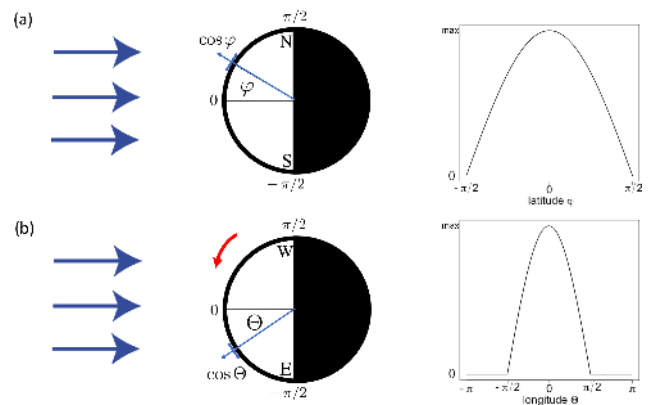 (a)
π/2
cos φ
N
φ
0
S
−π/2
max
0
-π/2
0
π/2
latitude φ
(b)
π/2
W
0
Θ
cos Θ
E
−π/2
max
0
-π
-π/2
0
π/2
π
longitude Θ